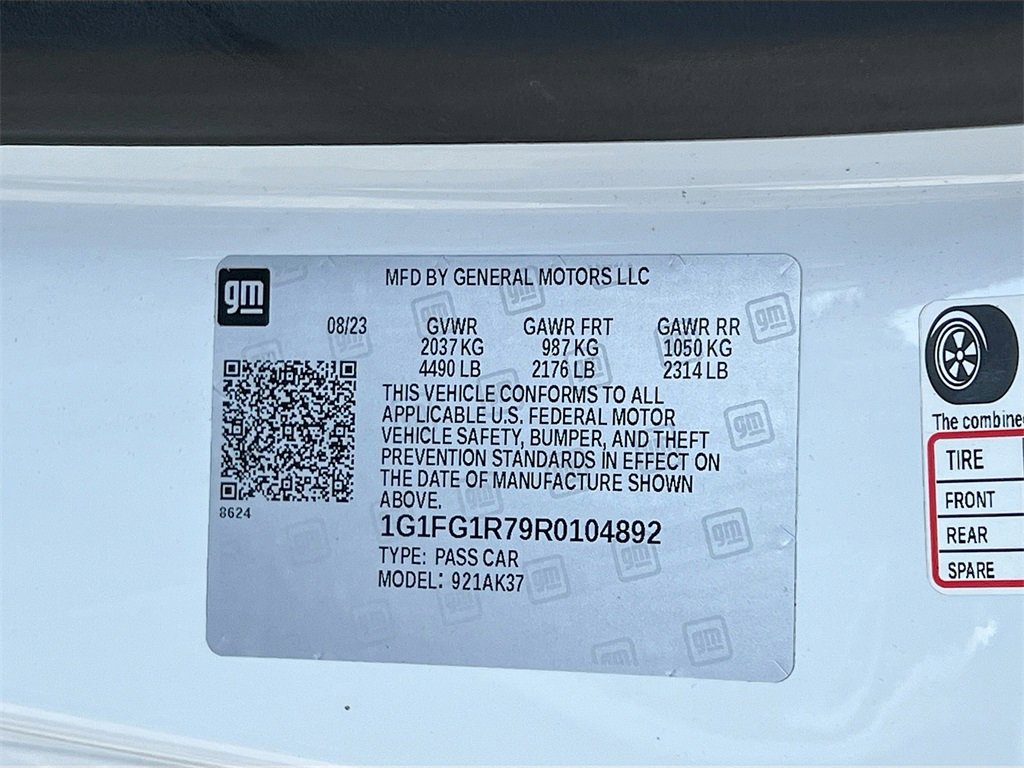 gm
MFD BY GENERAL MOTORS LLC
08/23 GVWR GAWR FRT GAWR RR
2037 KG 987 KG 1050 KG
4490 LB 2176 LB 2314 LB
THIS VEHICLE CONFORMS TO ALL
APPLICABLE U.S. FEDERAL MOTOR
VEHICLE SAFETY, BUMPER, AND THEFT
PREVENTION STANDARDS IN EFFECT ON
THE DATE OF MANUFACTURE SHOWN
ABOVE.
8624
1G1FG1R79R0104892
TYPE: PASS CAR
MODEL: 921AK37
The combined
TIRE
FRONT
REAR
SPARE